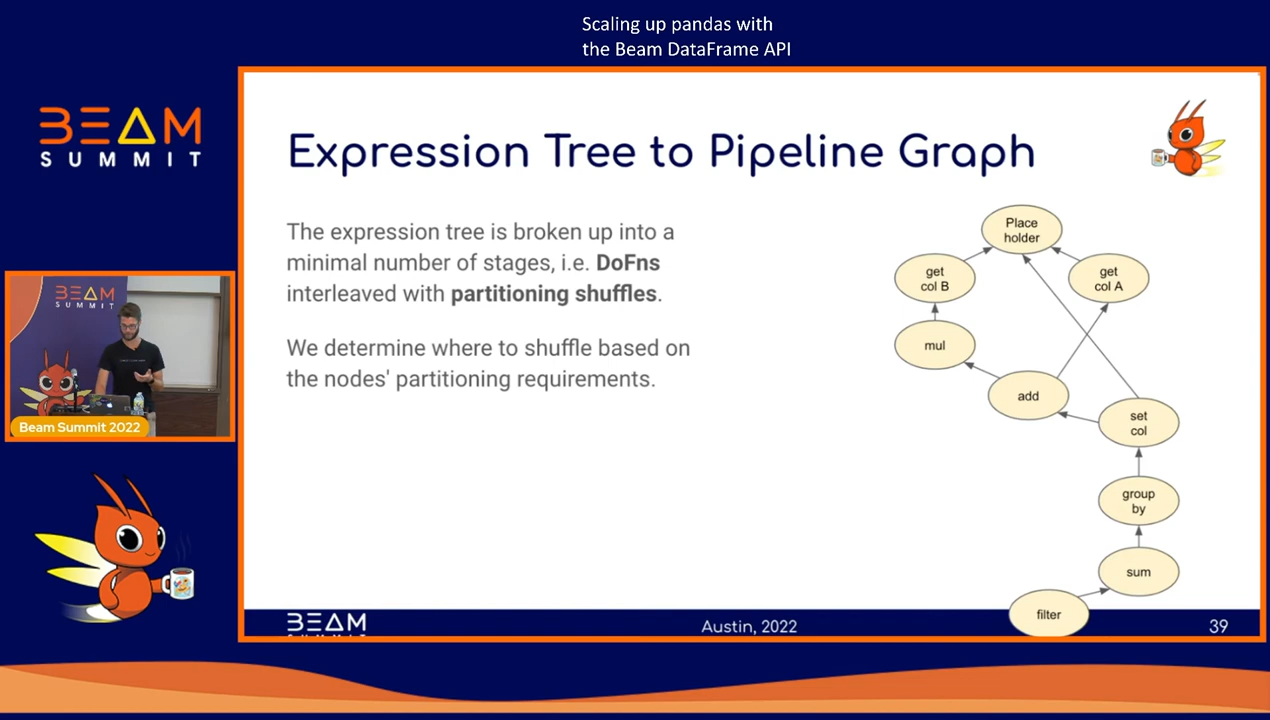 Scaling up pandas with
the Beam DataFrame API
BEAM
SUMMIT
Expression Tree to Pipeline Graph
The expression tree is broken up into a
minimal number of stages, i.e. DoFns
interleaved with partitioning shuffles.
We determine where to shuffle based on
the nodes' partitioning requirements.
Place
holder
get
col B
get
col A
mul
add
set
col
group
by
sum
filter
BEAM
SUMMIT
Beam Summit 2022
BEAM
Austin, 2022
39